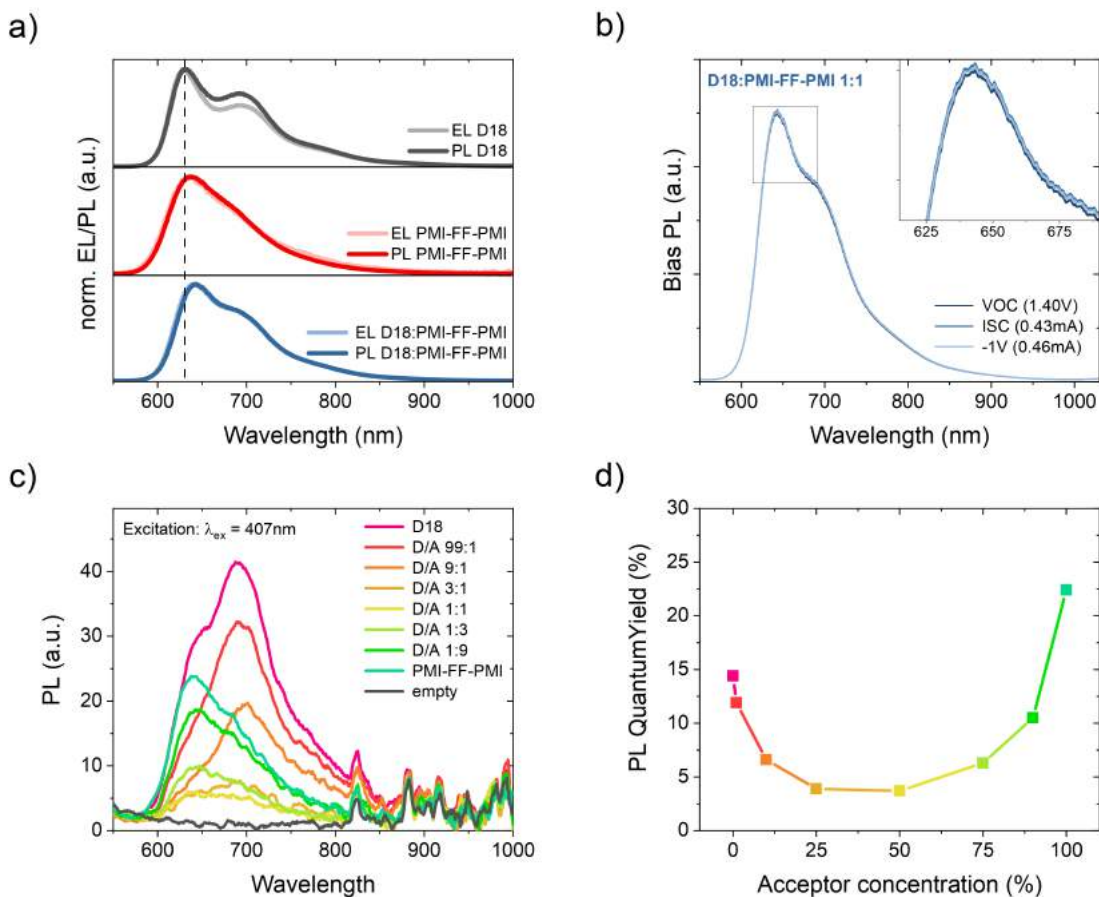 a)
norm. EL/PL (a.u.)
EL D18
PL D18
EL PMI-FF-PMI
PL PMI-FF-PMI
EL D18:PMI-FF-PMI
PL D18:PMI-FF-PMI
600 700 800 900 1000
Wavelength (nm)
b)
Bias PL (a.u.)
D18:PMI-FF-PMI 1:1
625 650 675
VOC (1.40V)
ISC (0.43mA)
-1V (0.46mA)
600 700 800 900 1000
Wavelength (nm)
c)
PL (a.u.)
Excitation: λex = 407nm
D18
D/A 99:1
D/A 9:1
D/A 3:1
D/A 1:1
D/A 1:3
D/A 1:9
PMI-FF-PMI
empty
40
30
20
10
0
600 700 800 900 1000
Wavelength
d)
PL QuantumYield (%)
30
25
20
15
10
5
0
0 25 50 75 100
Acceptor concentration (%)